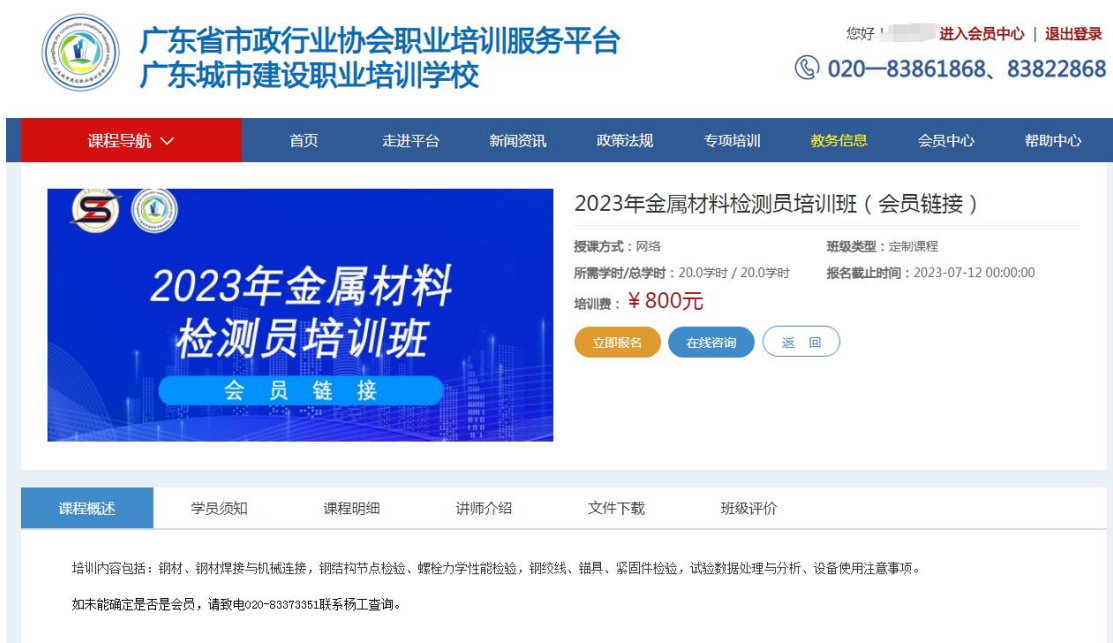 广东省市政行业协会职业培训服务平台
广东城市建设职业培训学校
您好！ 进入会员中心 | 退出登录
020—83861868、83822868
课程导航 首页 走进平台 新闻资讯 政策法规 专项培训 教务信息 会员中心 帮助中心
2023年金属材料
检测员培训班
会员链接
2023年金属材料检测员培训班（会员链接）
授课方式：网络 班级类型：定制课程
所需学时/总学时：20.0学时 / 20.0学时 报名截止时间：2023-07-12 00:00:00
培训费：￥800元
立即报名 在线咨询 返 回
课程概述 学员须知 课程明细 讲师介绍 文件下载 班级评价
培训内容包括：钢材、钢材焊接与机械连接，钢结构节点检验、螺栓力学性能检验，钢绞线、锚具、紧固件检验，试验数据处理与分析、设备使用注意事项。
如未能确定是否是会员，请致电020-83373351联系杨工查询。